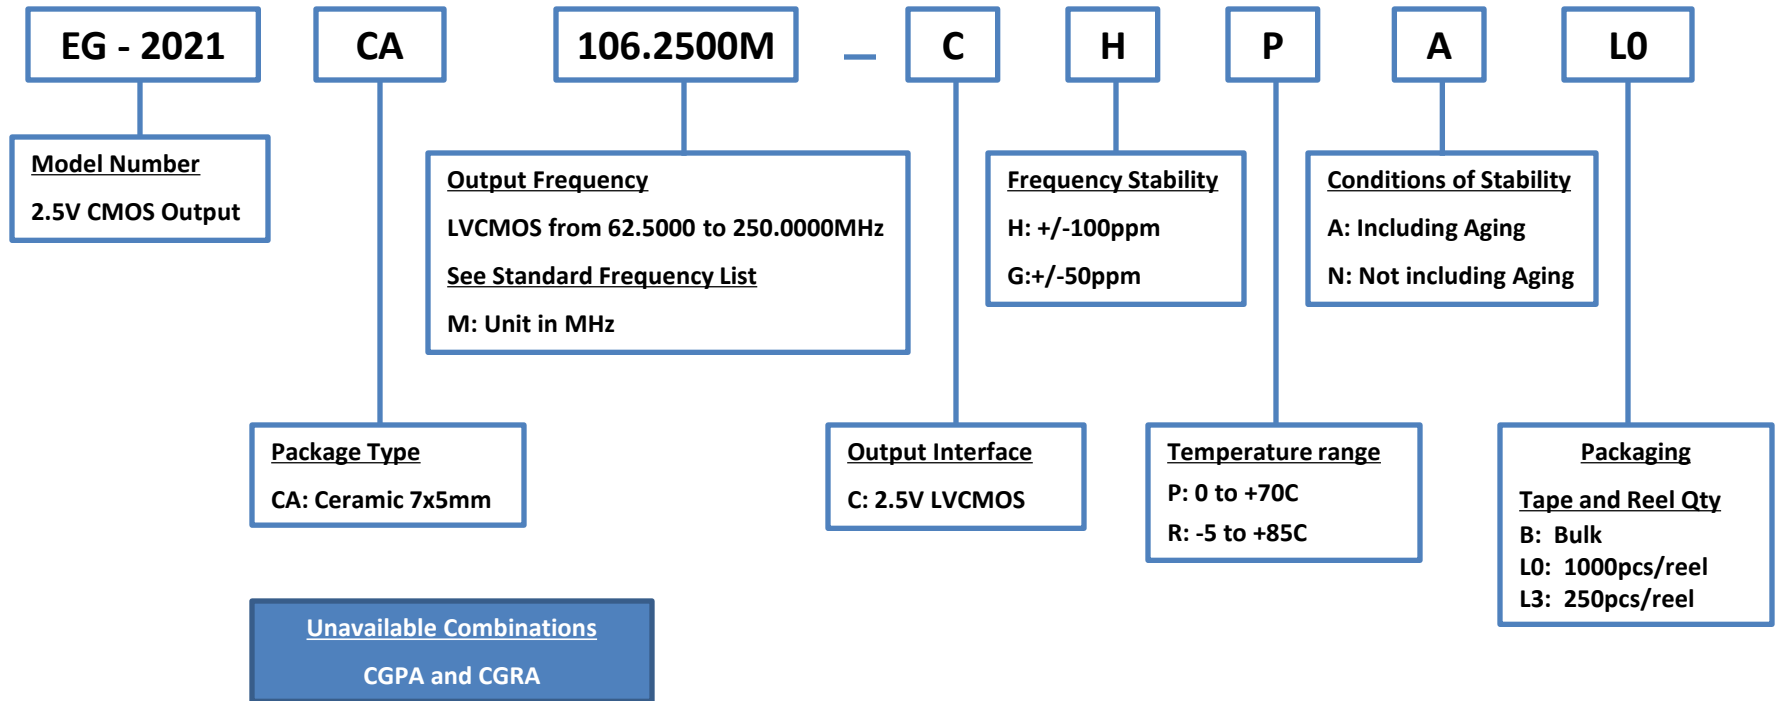 EG - 2021 CA 106.2500M _ C H P A L0
Model Number
2.5V CMOS Output
Output Frequency
LVCMOS from 62.5000 to 250.0000MHz
See Standard Frequency List
M: Unit in MHz
Frequency Stability
H: +/-100ppm
G:+/-50ppm
Conditions of Stability
A: Including Aging
N: Not including Aging
Package Type
CA: Ceramic 7x5mm
Output Interface
C: 2.5V LVCMOS
Temperature range
P: 0 to +70C
R: -5 to +85C
Packaging
Tape and Reel Qty
B: Bulk
L0: 1000pcs/reel
L3: 250pcs/reel
Unavailable Combinations
CGPA and CGRA